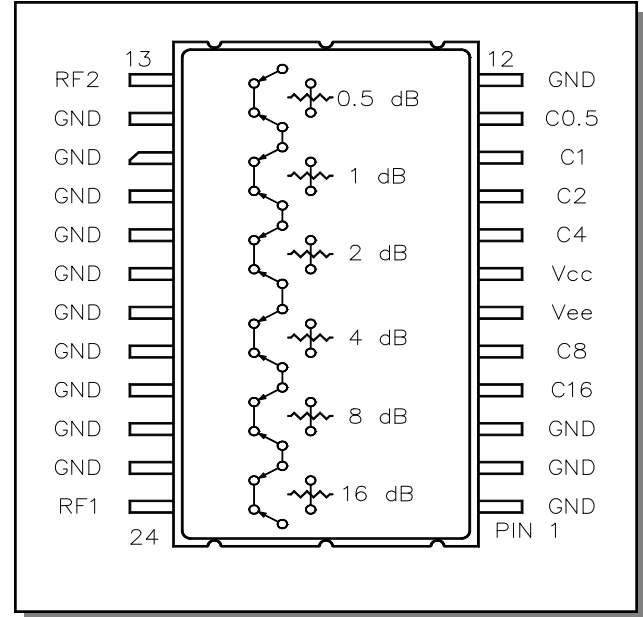 13 12
RF2 0.5 dB GND
GND C0.5
GND 1 dB C1
GND C2
GND 2 dB C4
GND Vcc
GND Vee
GND 4 dB C8
GND C16
GND 8 dB GND
GND GND
RF1 16 dB GND
24 PIN 1